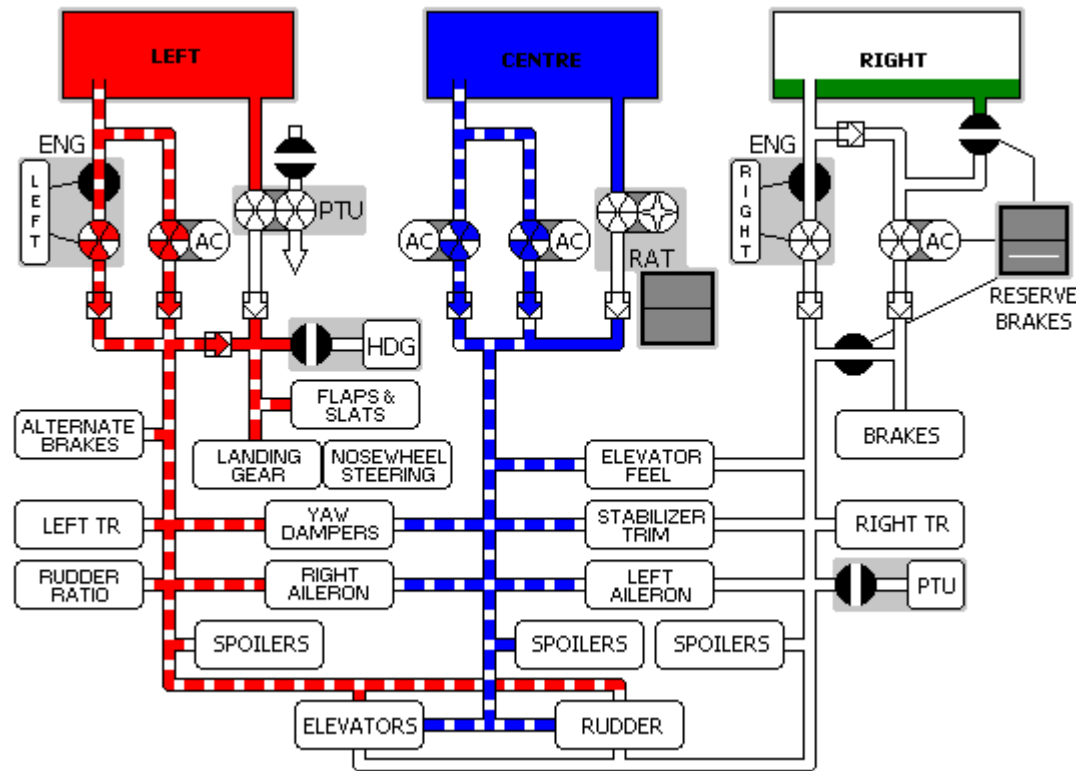 LEFT
CENTRE
RIGHT
ENG
LEFT
AC
PTU
AC
AC
RAT
ENG
RIGHT
AC
RESERVE
BRAKES
HDG
FLAPS &
SLATS
ALTERNATE
BRAKES
LANDING
GEAR
NOSEWHEEL
STEERING
ELEVATOR
FEEL
BRAKES
LEFT TR
YAW
DAMPERS
STABILIZER
TRIM
RIGHT TR
RUDDER
RATIO
RIGHT
AILERON
LEFT
AILERON
PTU
SPOILERS
SPOILERS
SPOILERS
ELEVATORS
RUDDER